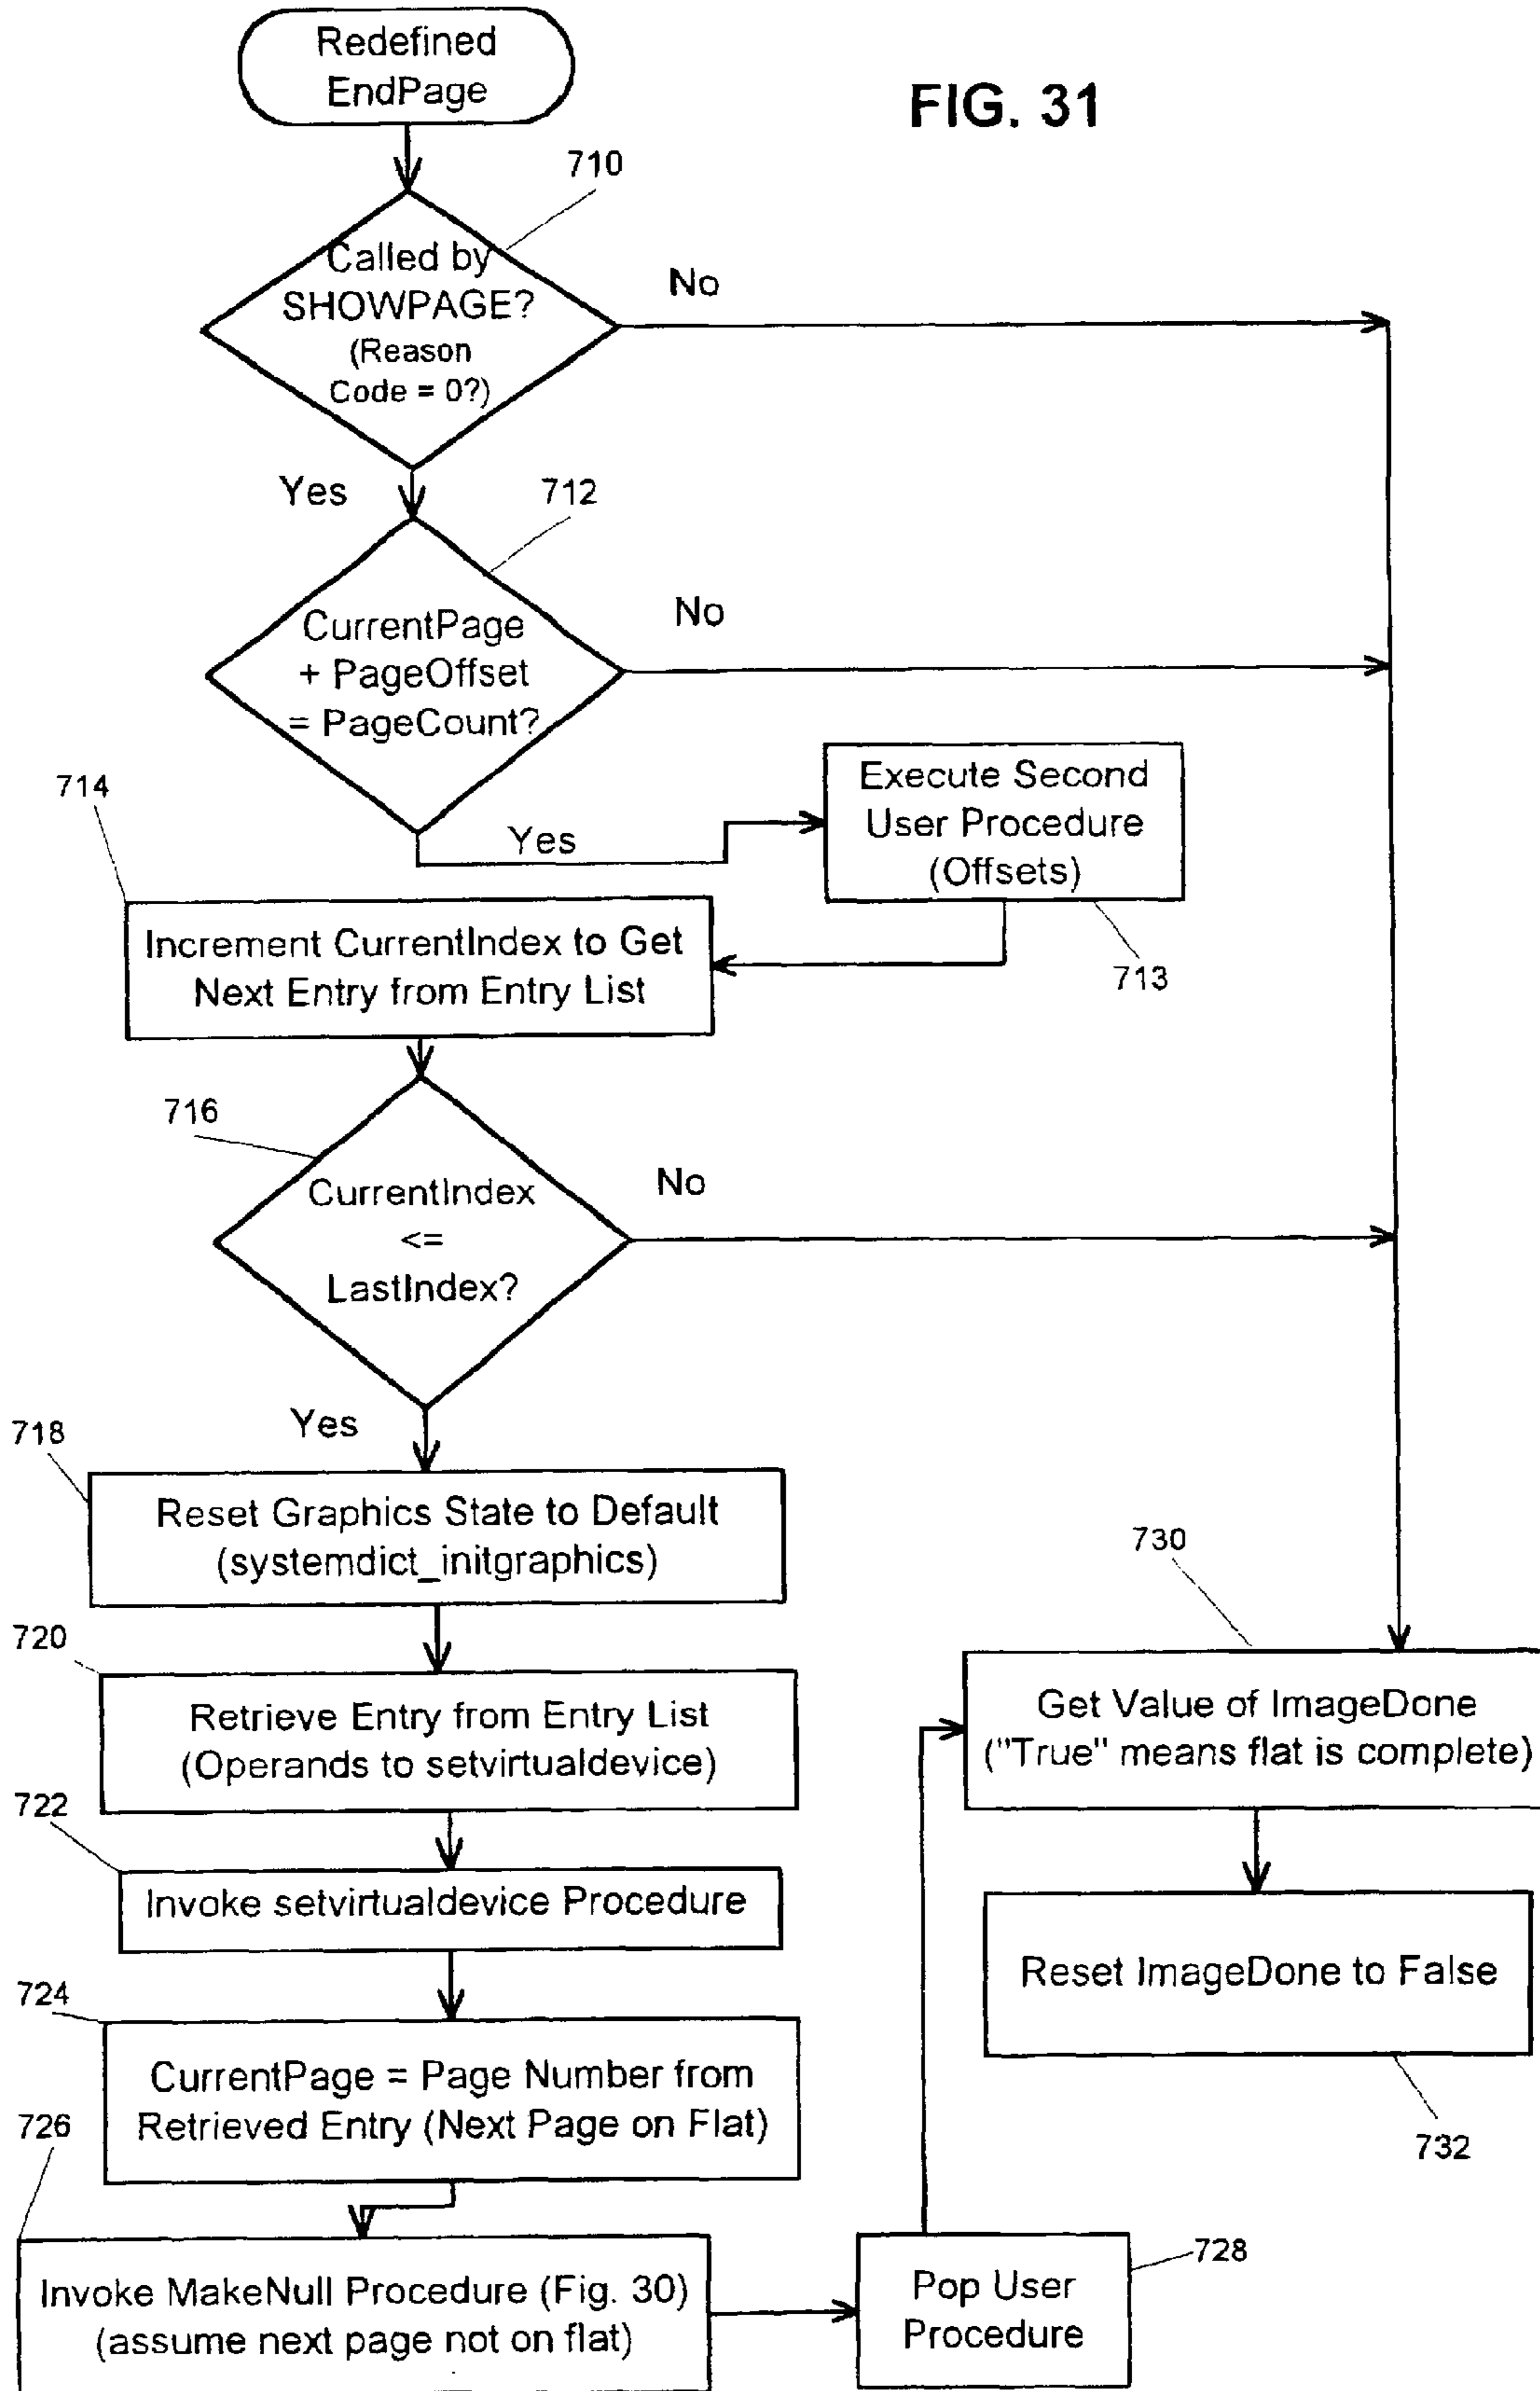 Redefined
EndPage
FIG. 31
710
Called by
SHOWPAGE?
(Reason
Code = 0?)
No
Yes
712
CurrentPage
+ PageOffset
= PageCount?
No
Yes
Execute Second
User Procedure
(Offsets)
713
714
Increment CurrentIndex to Get
Next Entry from Entry List
716
CurrentIndex
<=
LastIndex?
No
Yes
718
Reset Graphics State to Default
(systemdict_initgraphics)
720
Retrieve Entry from Entry List
(Operands to setvirtualdevice)
722
Invoke setvirtualdevice Procedure
724
CurrentPage = Page Number from
Retrieved Entry (Next Page on Flat)
726
Invoke MakeNull Procedure (Fig. 30)
(assume next page not on flat)
728
Pop User
Procedure
730
Get Value of ImageDone
("True" means flat is complete)
Reset ImageDone to False
732